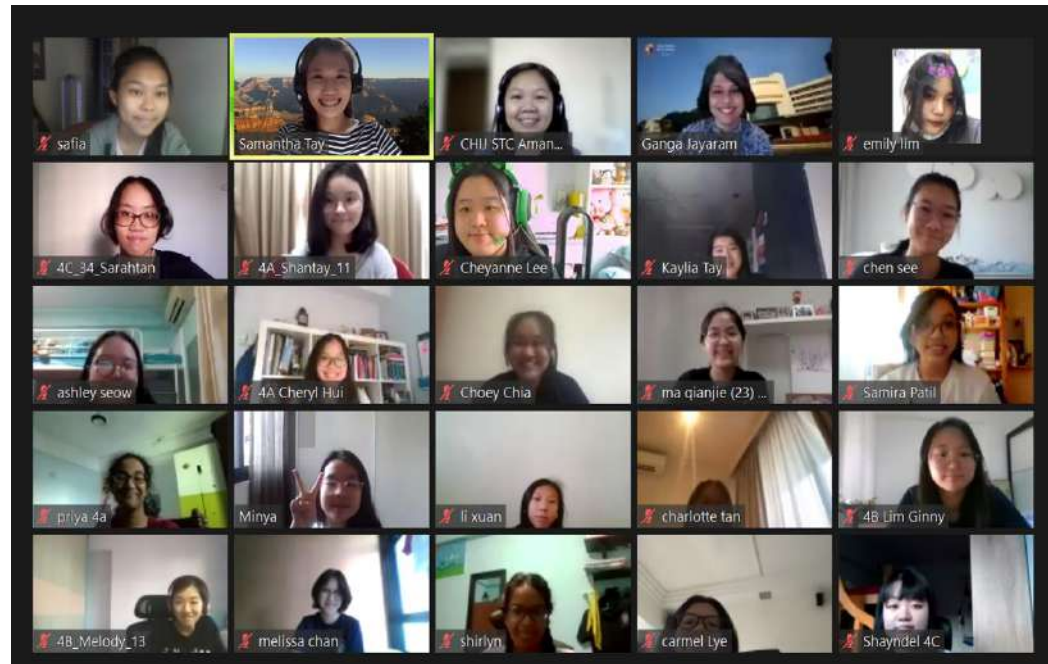 safia
Samantha Tay
CHIJ STC Aman...
Ganga Jayaram
emily lim
4C_34_Sarahtan
4A_Shantay_11
Cheyanne Lee
Kaylia Tay
chen see
ashley seow
4A Cheryl Hui
Choey Chia
ma qianjie (23) ...
Samira Patil
priya 4a
Minya
li xuan
charlotte tan
4B Lim Ginny
4B_Melody_13
melissa chan
shirlyn
carmel Lye
Shayndel 4C